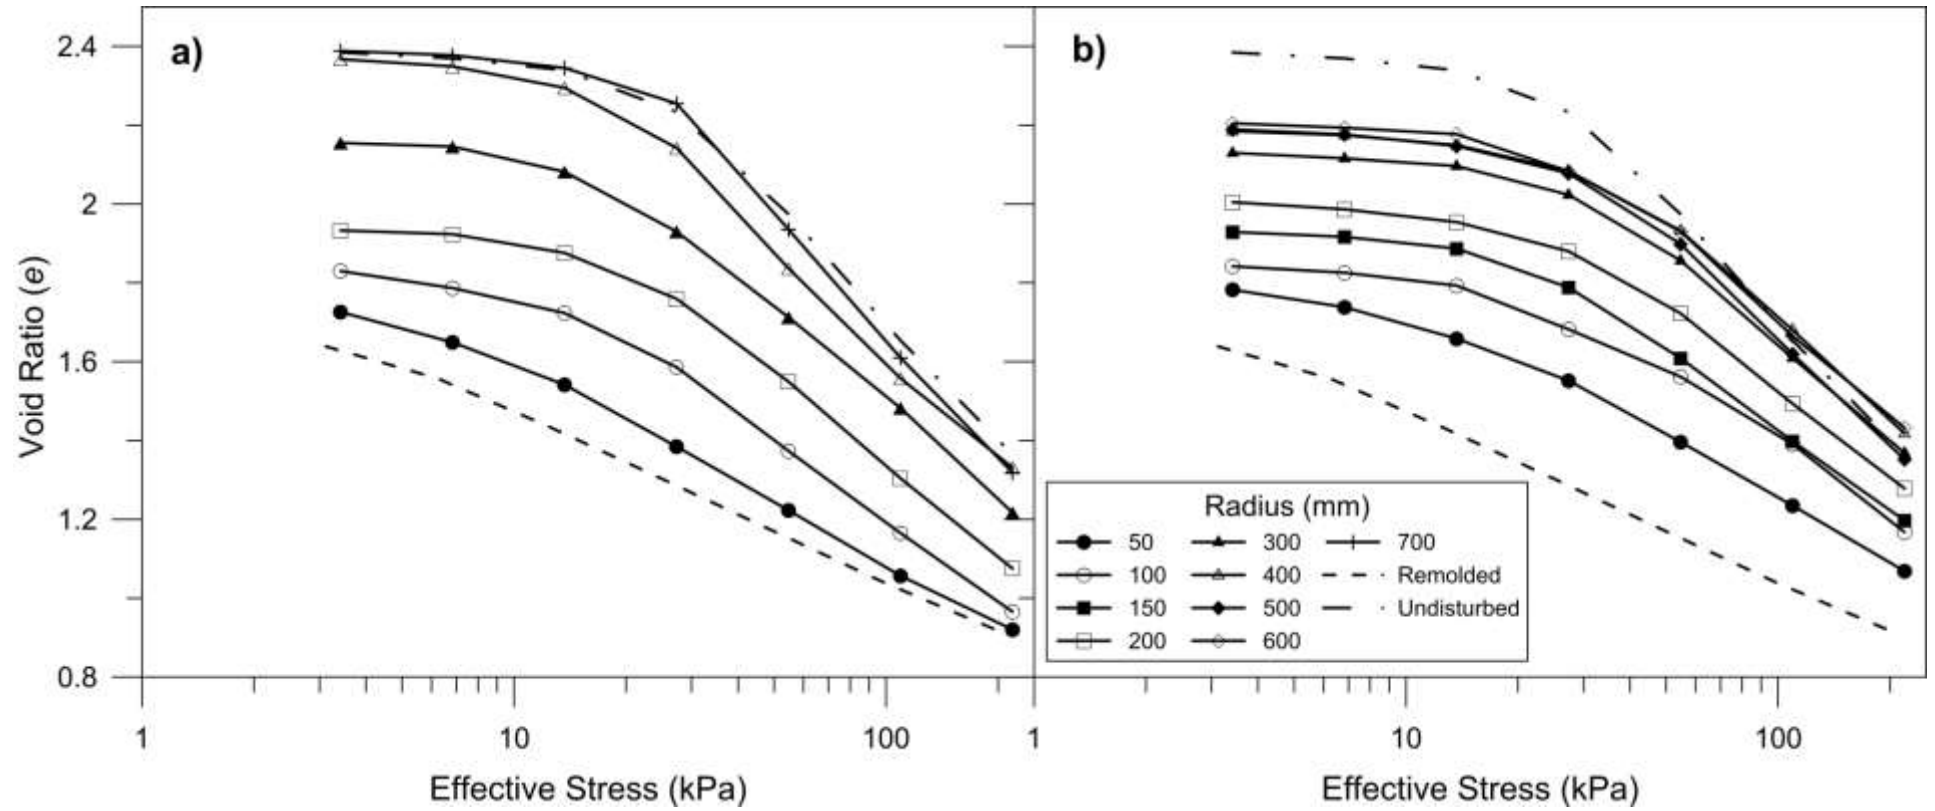 a)
b)
2.4
2
1.6
1.2
0.8
Void Ratio (e)
Radius (mm)
50 300 700
100 400 Remolded
150 500 Undisturbed
200 600
1 10 100 1 10 100
Effective Stress (kPa) Effective Stress (kPa)